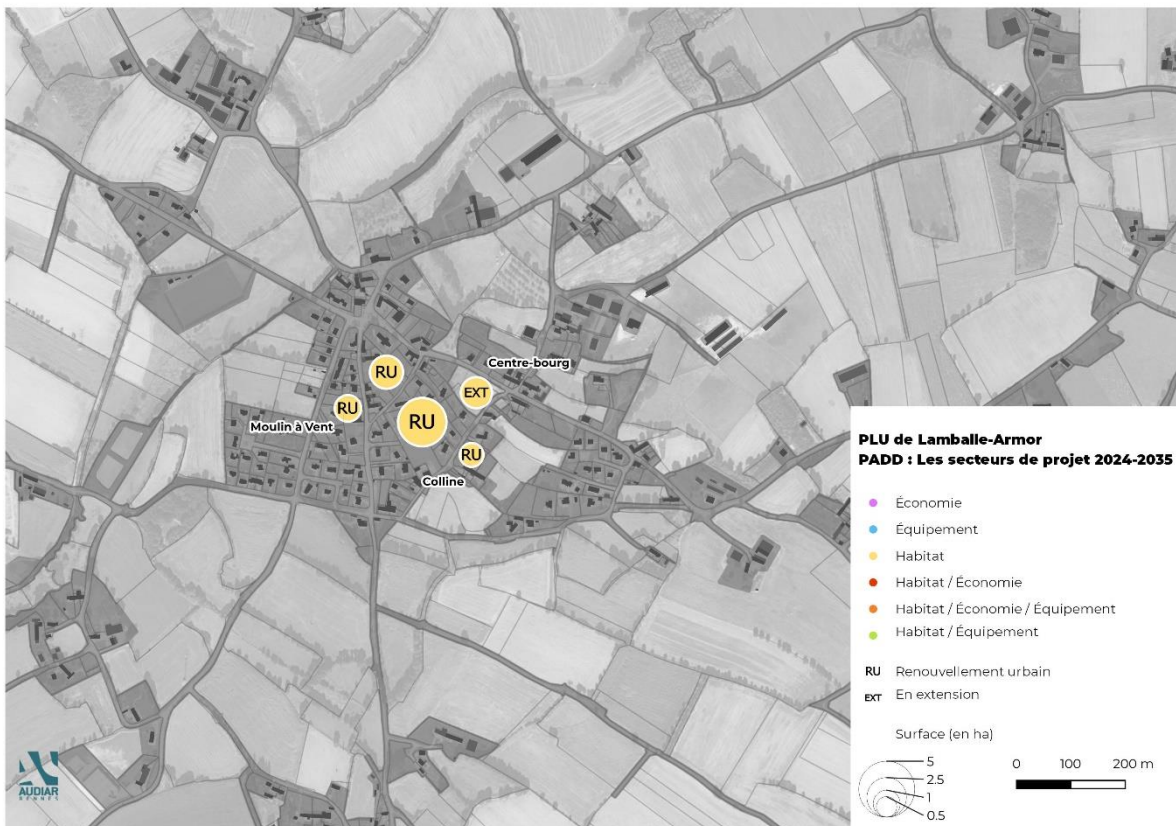 Centre-bourg
RU
EXT
RU
Moulin à Vent
RU
RU
Colline
PLU de Lamballe-Armor
PADD : Les secteurs de projet 2024-2035
Économie
Équipement
Habitat
Habitat / Économie
Habitat / Économie / Équipement
Habitat / Équipement
RU Renouvellement urbain
EXT En extension
Surface (en ha)
5
2.5
1
0.5
0 100 200 m
AUDIAR
RENNES